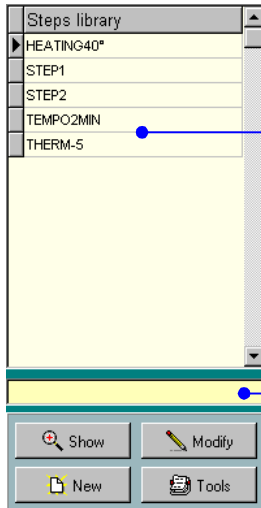 Steps library
HEATING40°
STEP1
STEP2
TEMPO2MIN
THERM-5
Show
Modify
New
Tools